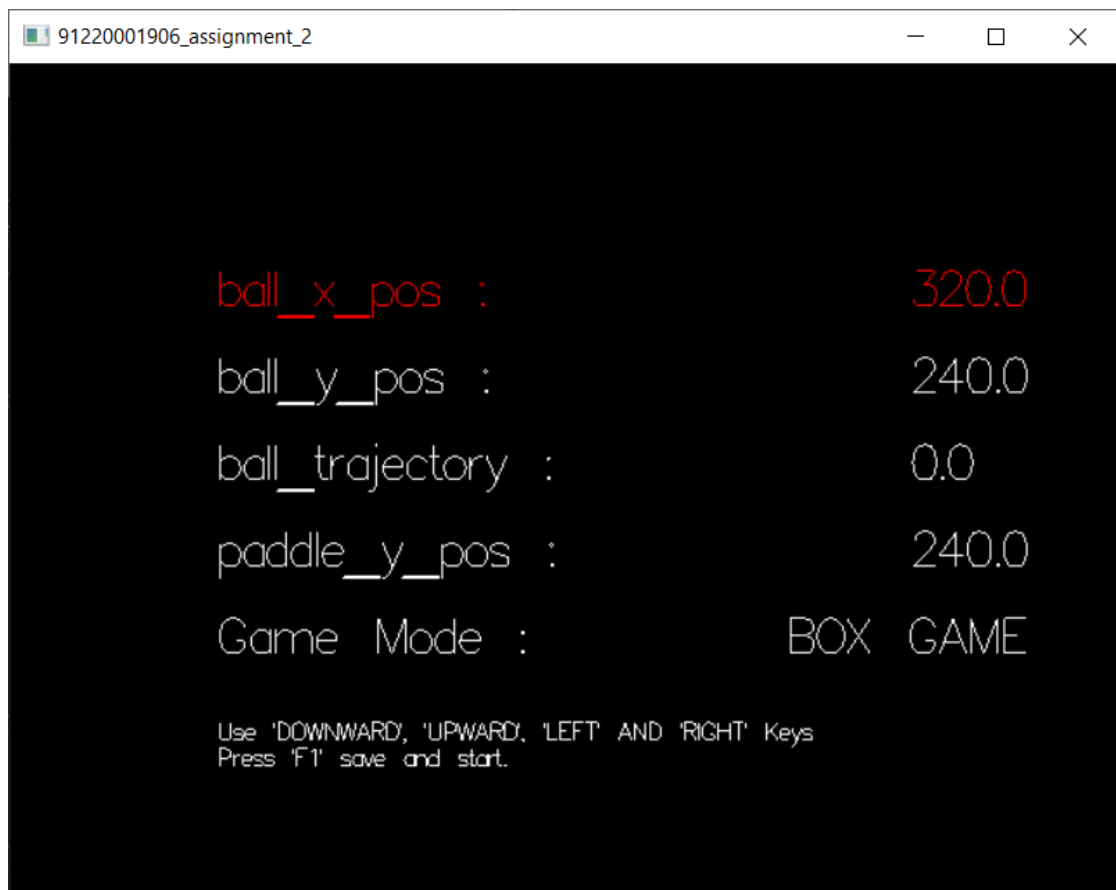 91220001906_assignment_2
ball_x_pos : 320.0
ball_y_pos : 240.0
ball_trajectory : 0.0
paddle_y_pos : 240.0
Game Mode : BOX GAME
Use 'DOWNWARD', 'UPWARD', 'LEFT' AND 'RIGHT' Keys
Press 'F1' save and start.